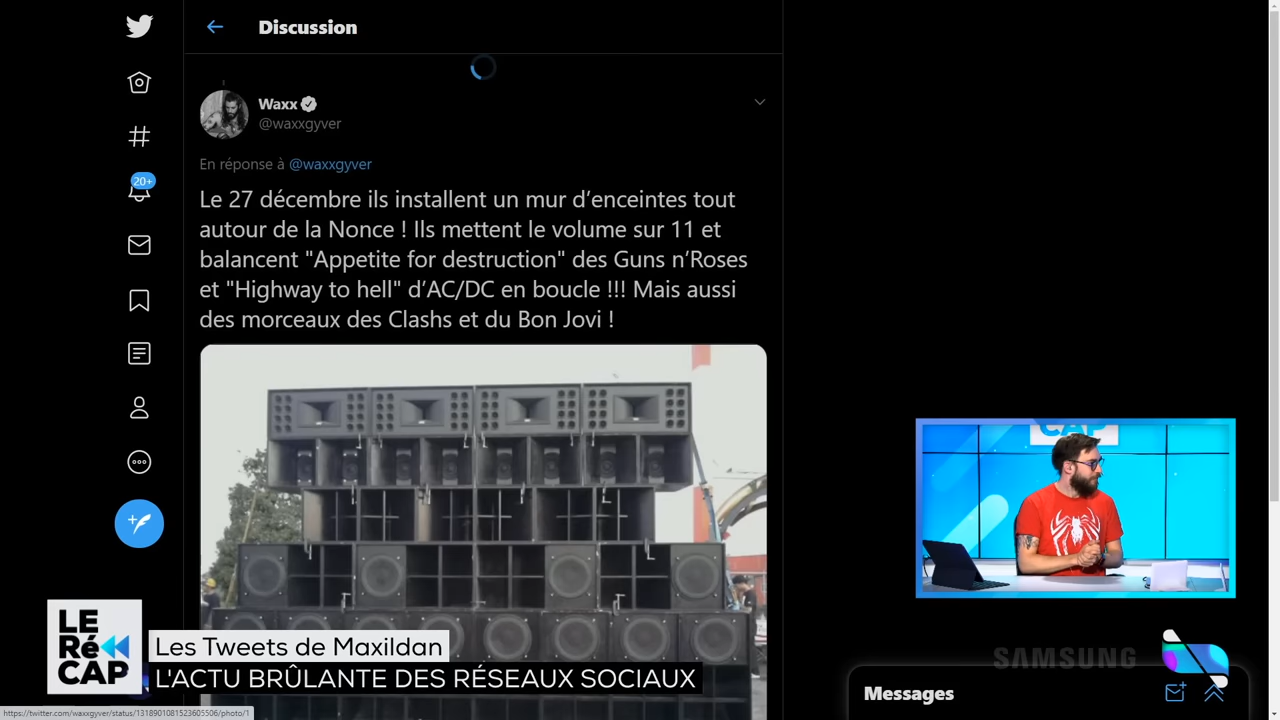 Discussion
Waxx
@waxxgyver
En réponse à @waxxgyver
Le 27 décembre ils installent un mur d’enceintes tout
autour de la Nonce ! Ils mettent le volume sur 11 et
balancent "Appetite for destruction" des Guns n’Roses
et "Highway to hell" d’AC/DC en boucle !!! Mais aussi
des morceaux des Clashs et du Bon Jovi !
20+
CAP
LE
Ré
CAP
Les Tweets de Maxildan
L'ACTU BRÛLANTE DES RÉSEAUX SOCIAUX
SAMSUNG
Messages
https://twitter.com/waxxgyver/status/1318901081523605506/photo/1